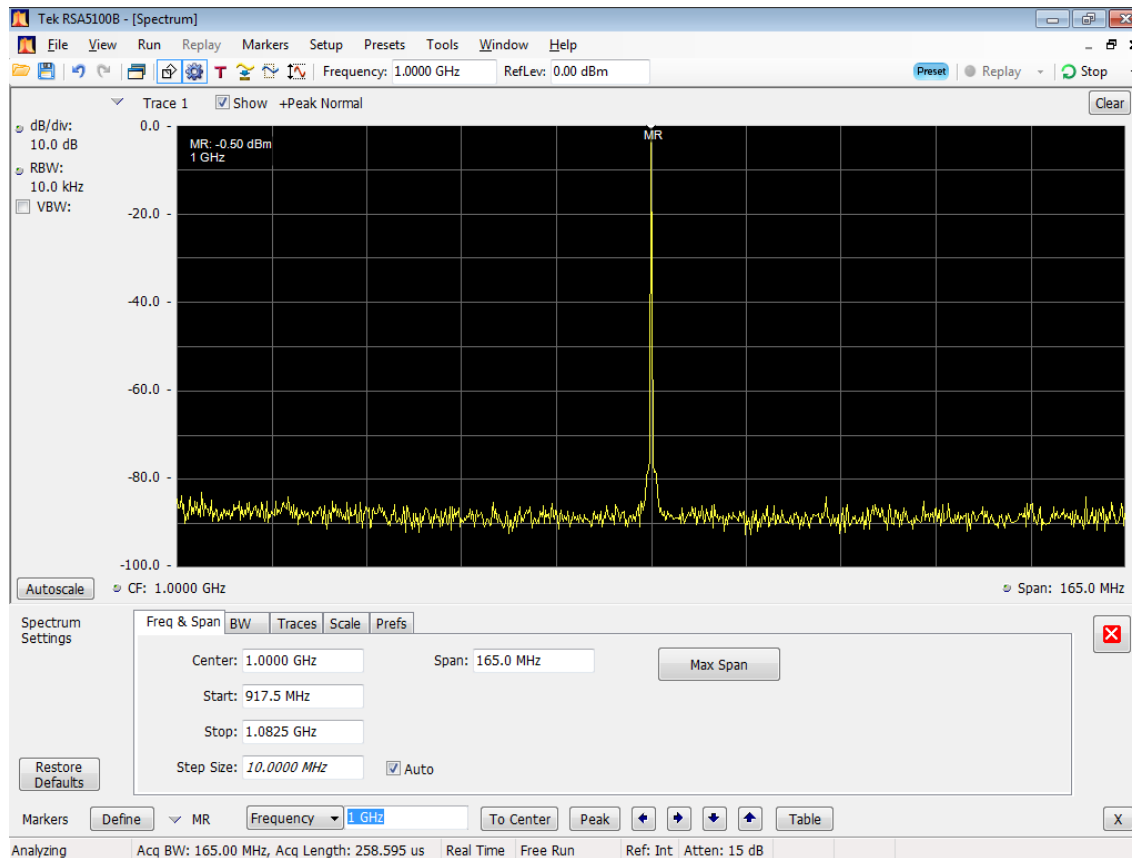 Tek RSA5100B - [Spectrum]
File View Run Replay Markers Setup Presets Tools Window Help
T Frequency: 1.0000 GHz RefLev: 0.00 dBm Preset Replay Stop
Trace 1 Show +Peak Normal Clear
dB/div:
10.0 dB
RBW:
10.0 kHz
VBW:
0.0 -
-20.0 -
-40.0 -
-60.0 -
-80.0 -
-100.0 -
MR: -0.50 dBm
1 GHz
MR
Autoscale CF: 1.0000 GHz Span: 165.0 MHz
Spectrum
Settings
Freq & Span BW Traces Scale Prefs
Center: 1.0000 GHz Span: 165.0 MHz Max Span
Start: 917.5 MHz
Stop: 1.0825 GHz
Step Size: 10.0000 MHz Auto
Restore
Defaults
Markers Define MR Frequency 1 GHz To Center Peak Table X
Analyzing Acq BW: 165.00 MHz, Acq Length: 258.595 us Real Time Free Run Ref: Int Atten: 15 dB